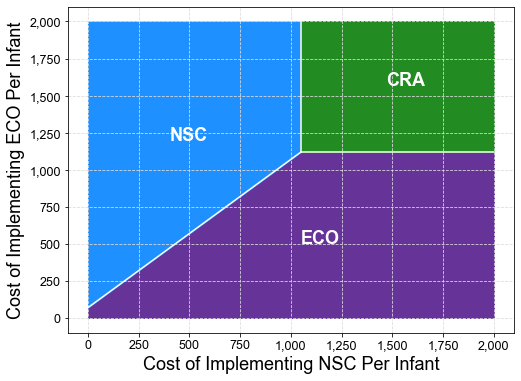 Cost of Implementing ECO Per Infant
2,000
1,750
1,500
1,250
1,000
750
500
250
0
NSC
CRA
ECO
0 250 500 750 1,000 1,250 1,500 1,750 2,000
Cost of Implementing NSC Per Infant